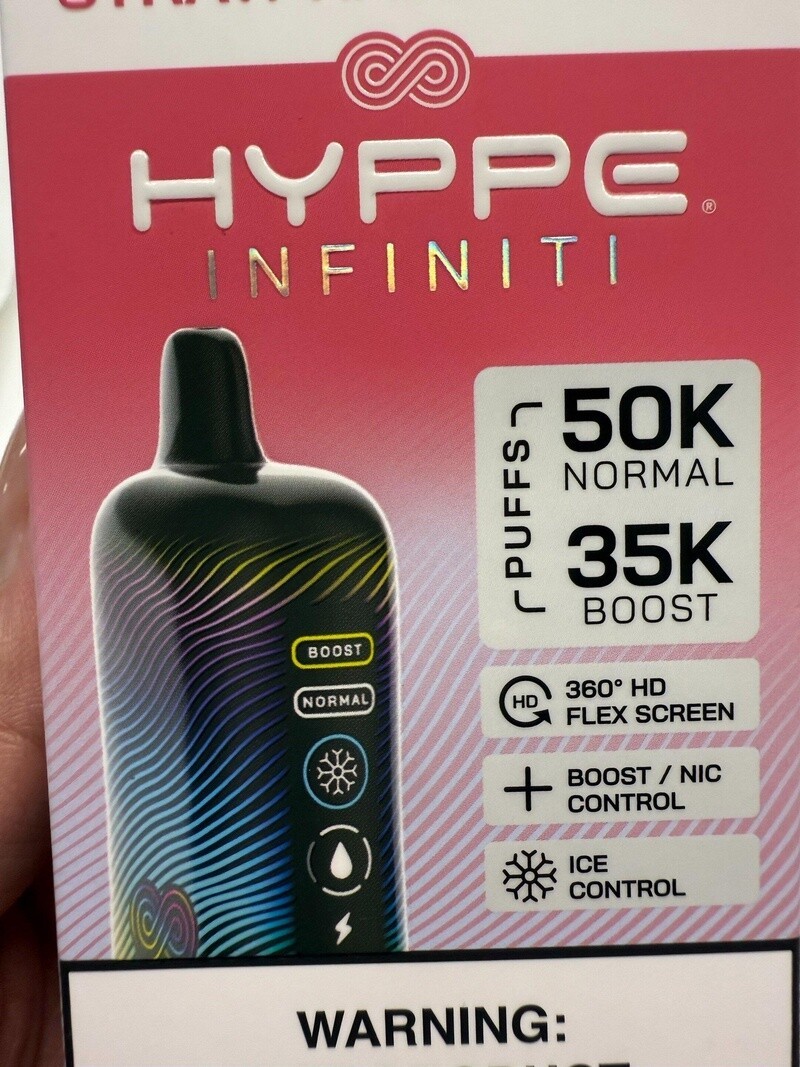 HYPPE®
INFINITI
PUFFS
50K
NORMAL
35K
BOOST
BOOST
NORMAL
HD
360° HD
FLEX SCREEN
+ BOOST / NIC
CONTROL
ICE
CONTROL
WARNING: